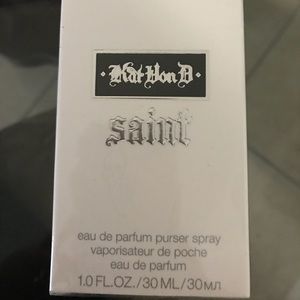 • Kat Von D •
saint
eau de parfum purser spray
vaporisateur de poche
eau de parfum
1.0 FL.OZ./30 ML/30 мл